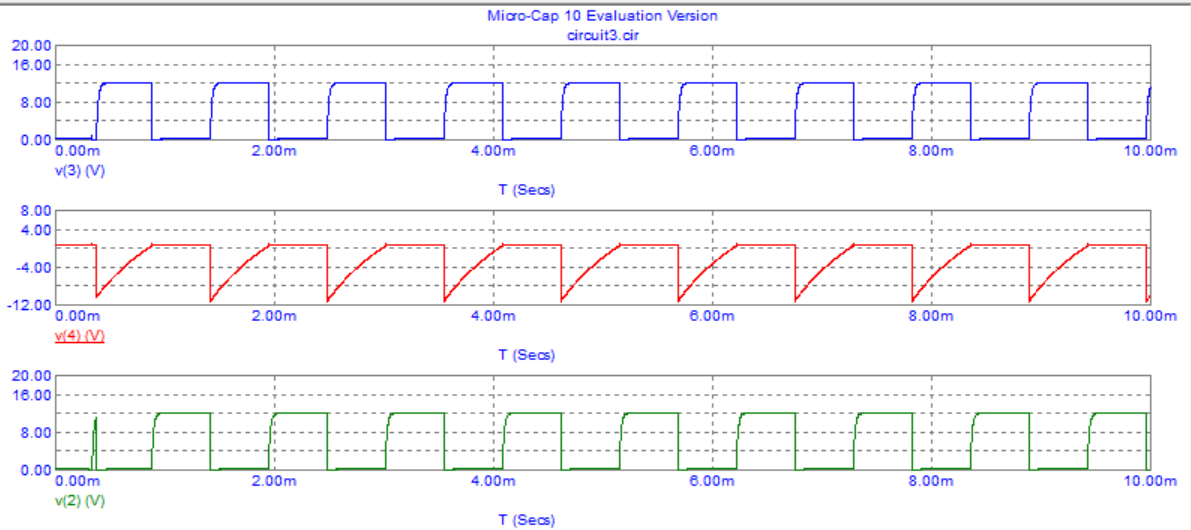 Micro-Cap 10 Evaluation Version
circuit3.cir
20.00
16.00
8.00
0.00
0.00m 2.00m 4.00m 6.00m 8.00m 10.00m
v(3) (V)
T (Secs)
8.00
4.00
-4.00
-12.00
0.00m 2.00m 4.00m 6.00m 8.00m 10.00m
v(4) (V)
T (Secs)
20.00
16.00
8.00
0.00
0.00m 2.00m 4.00m 6.00m 8.00m 10.00m
v(2) (V)
T (Secs)